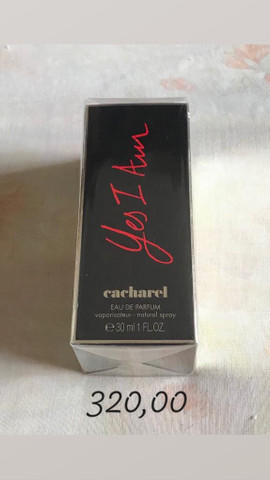 Yes I Am
cacharel
EAU DE PARFUM
vaporisateur - natural spray
℮ 30 ml 1 FL.OZ.
320,00